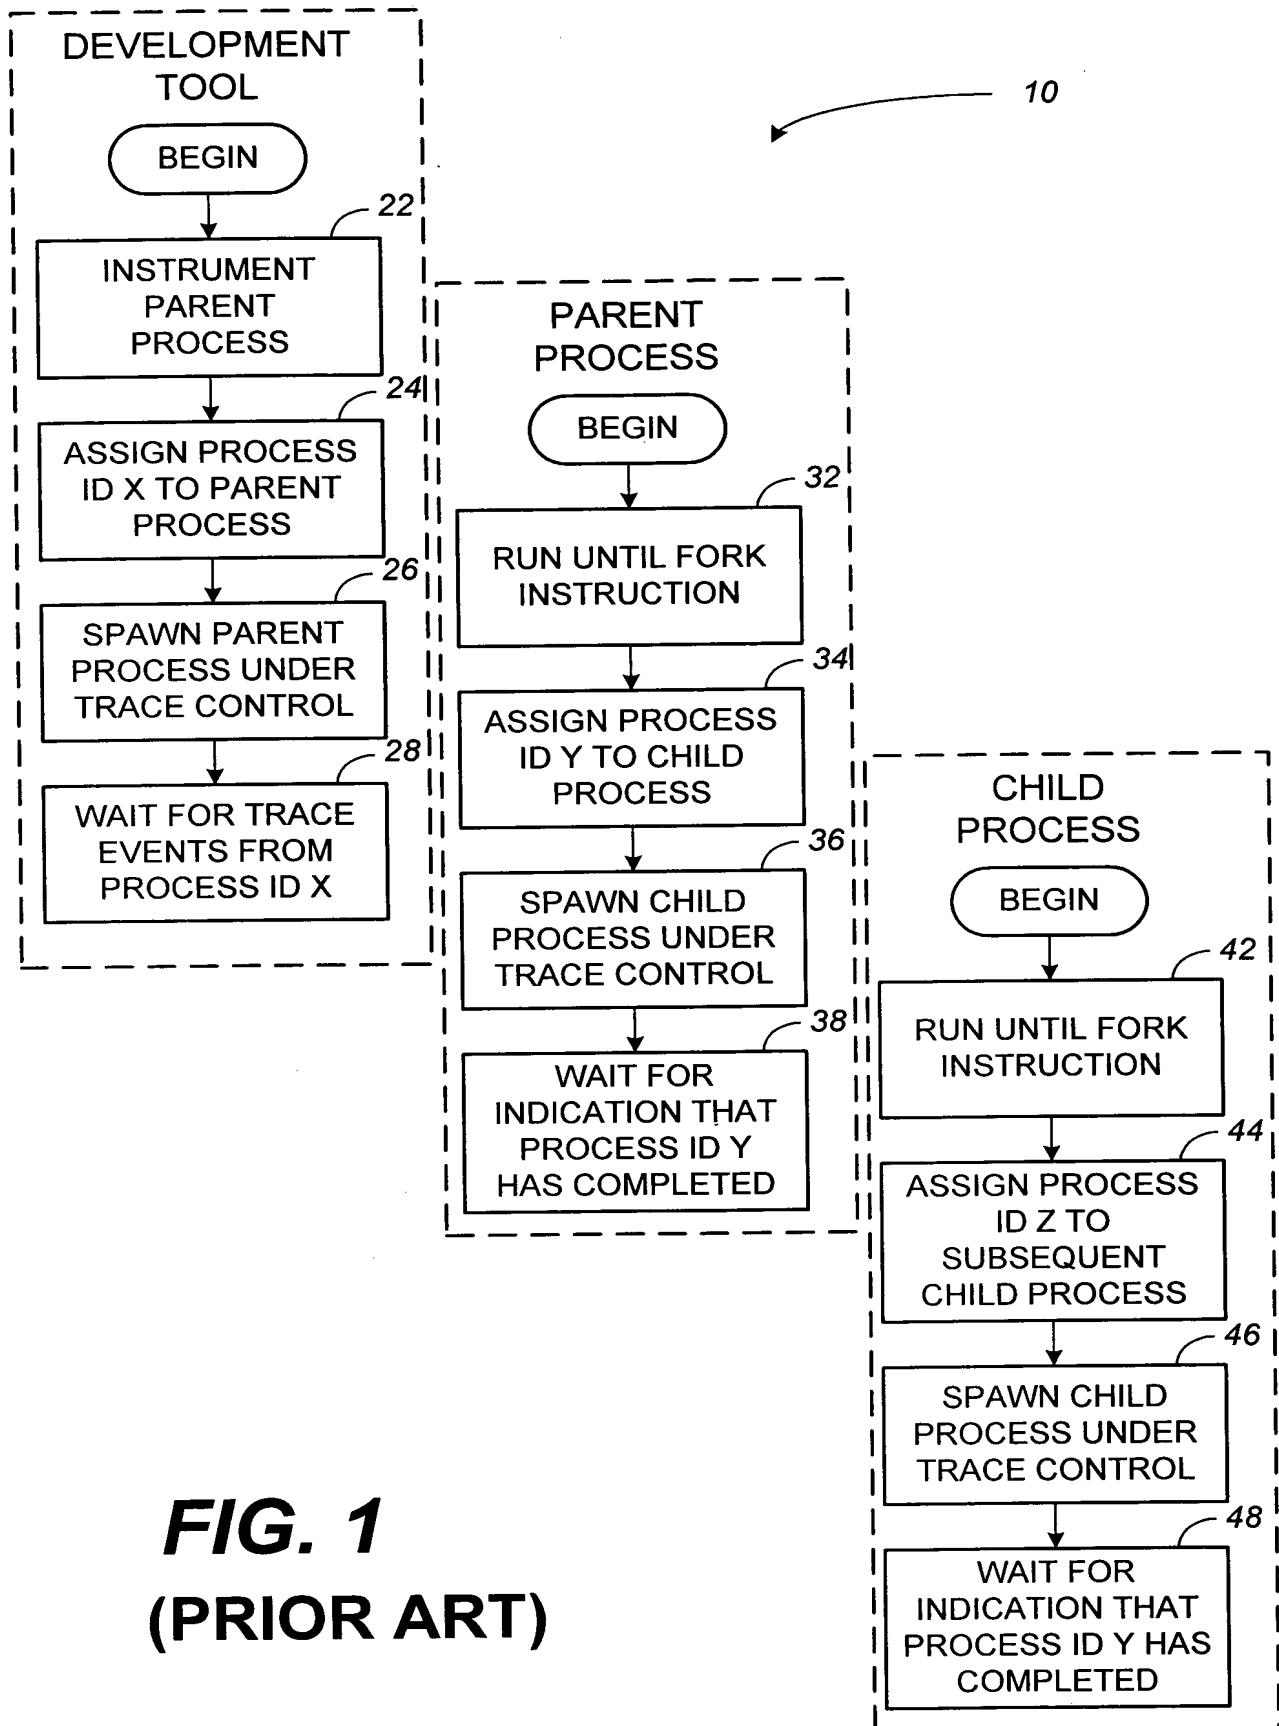 DEVELOPMENT
TOOL
BEGIN
22
INSTRUMENT
PARENT
PROCESS
24
ASSIGN PROCESS
ID X TO PARENT
PROCESS
26
SPAWN PARENT
PROCESS UNDER
TRACE CONTROL
28
WAIT FOR TRACE
EVENTS FROM
PROCESS ID X
10
PARENT
PROCESS
BEGIN
32
RUN UNTIL FORK
INSTRUCTION
34
ASSIGN PROCESS
ID Y TO CHILD
PROCESS
36
SPAWN CHILD
PROCESS UNDER
TRACE CONTROL
38
WAIT FOR
INDICATION THAT
PROCESS ID Y
HAS COMPLETED
CHILD
PROCESS
BEGIN
42
RUN UNTIL FORK
INSTRUCTION
44
ASSIGN PROCESS
ID Z TO
SUBSEQUENT
CHILD PROCESS
46
SPAWN CHILD
PROCESS UNDER
TRACE CONTROL
48
WAIT FOR
INDICATION THAT
PROCESS ID Y HAS
COMPLETED
FIG. 1
(PRIOR ART)